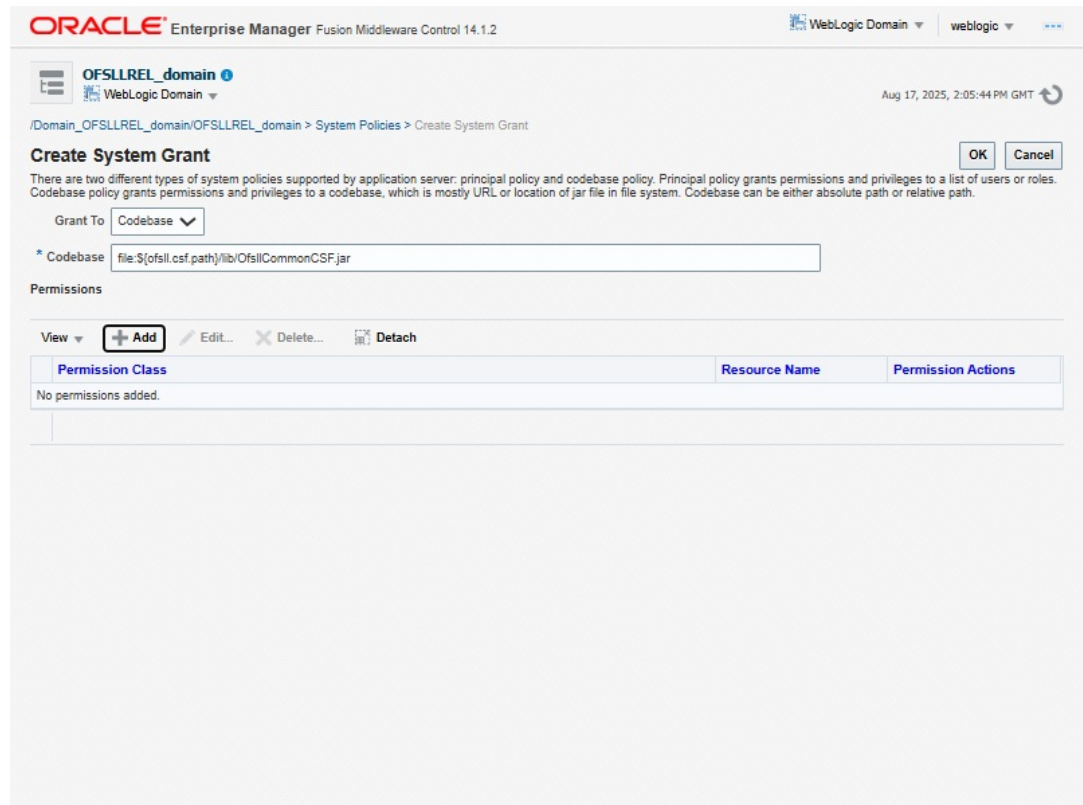 ORACLE Enterprise Manager Fusion Middleware Control 14.1.2
WebLogic Domain
weblogic
OFSLLREL_domain
WebLogic Domain
Aug 17, 2025, 2:05:44 PM GMT
/Domain_OFSLLREL_domain/OFSLLREL_domain > System Policies > Create System Grant
Create System Grant
OK
Cancel
There are two different types of system policies supported by application server: principal policy and codebase policy. Principal policy grants permissions and privileges to a list of users or roles.
Codebase policy grants permissions and privileges to a codebase, which is mostly URL or location of jar file in file system. Codebase can be either absolute path or relative path.
Grant To Codebase
* Codebase file:${ofsll.csf.path}/lib/OfsllCommonCSF.jar
Permissions
View Add Edit... Delete... Detach
Permission Class Resource Name Permission Actions
No permissions added.